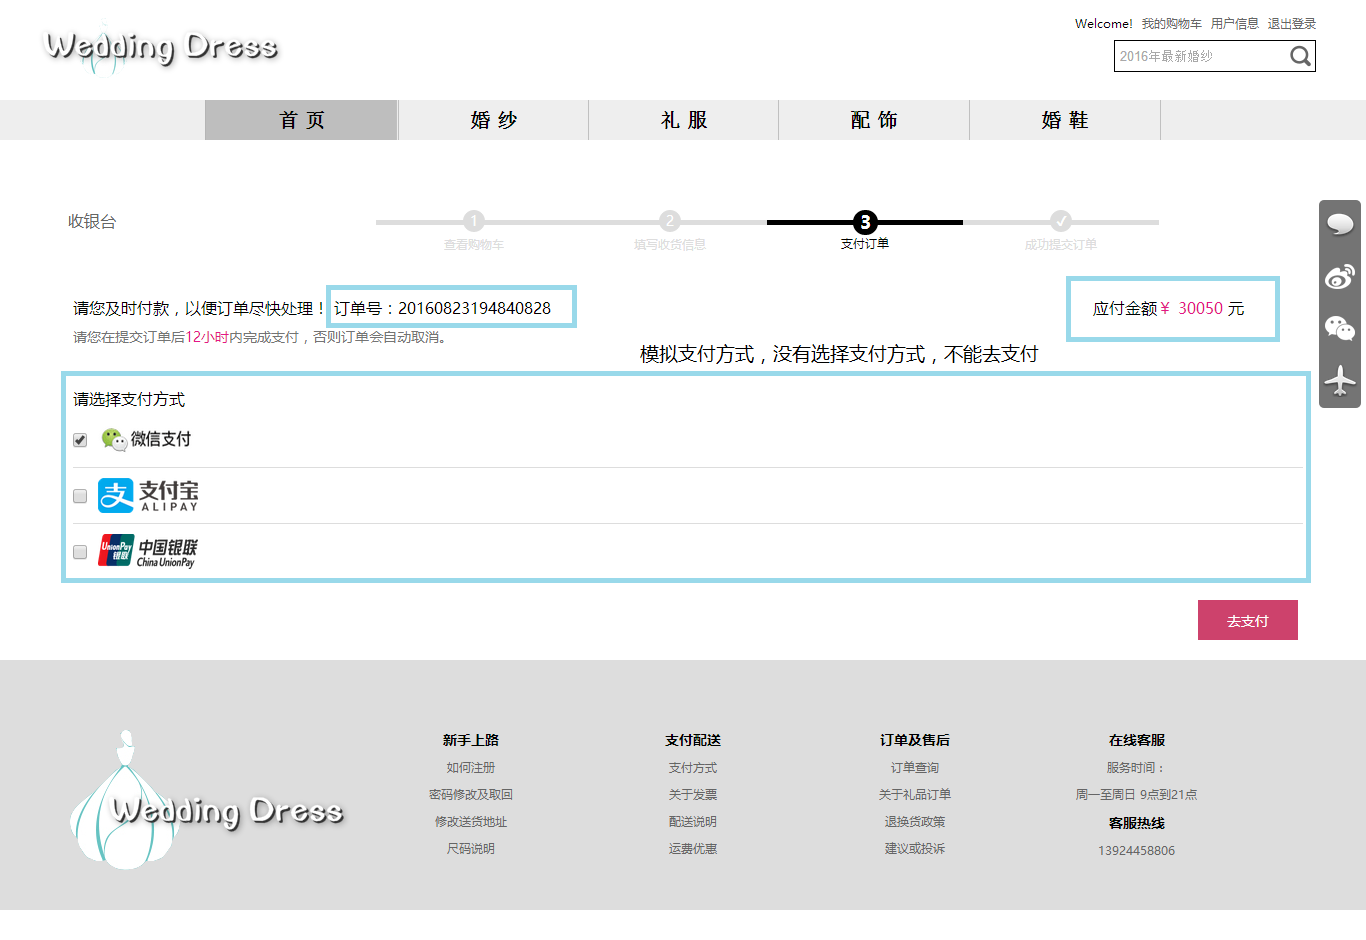 Wedding Dress
Welcome! 我的购物车 用户信息 退出登录
2016年最新婚纱
首 页 婚 纱 礼 服 配 饰 婚 鞋
收银台
1 2 3
查看购物车 填写收货信息 支付订单 成功提交订单
请您及时付款，以便订单尽快处理！ 订单号：20160823194840828 应付金额¥ 30050 元
请您在提交订单后12小时内完成支付，否则订单会自动取消。
模拟支付方式，没有选择支付方式，不能去支付
请选择支付方式
微信支付
支 支付宝
ALIPAY
UnionPay 银联 中国银联
China UnionPay
去支付
Wedding Dress
新手上路 支付配送 订单及售后 在线客服
如何注册 支付方式 订单查询 服务时间：
密码修改及取回 关于发票 关于礼品订单 周一至周日 9点到21点
修改送货地址 配送说明 退换货政策 客服热线
尺码说明 运费优惠 建议或投诉 13924458806